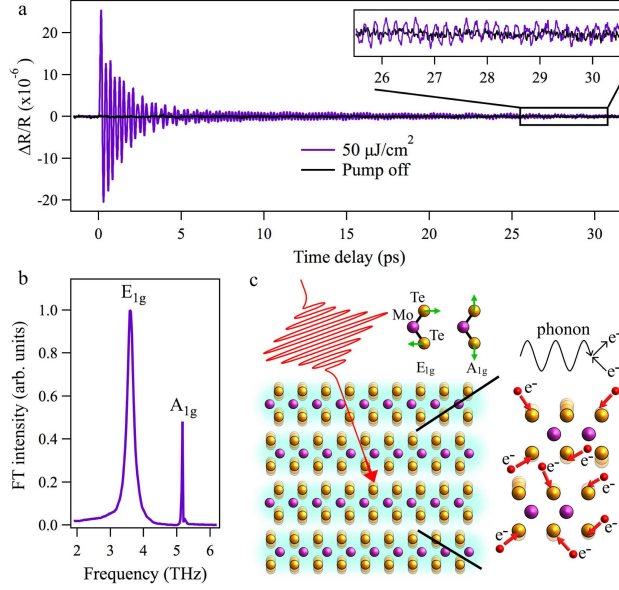 a
ΔR/R (x10⁻⁶)
20
10
0
-10
-20
26
27
28
29
30
50 μJ/cm²
Pump off
0
5
10
15
20
25
30
Time delay (ps)
b
FT intensity (arb. units)
1.0
0.8
0.6
0.4
0.2
0.0
E1g
A1g
2
3
4
5
6
Frequency (THz)
c
Te
Mo
Te
E1g
A1g
phonon
e-
e-
e-
e-
e-
e-
e-
e-
e-
e-
e-